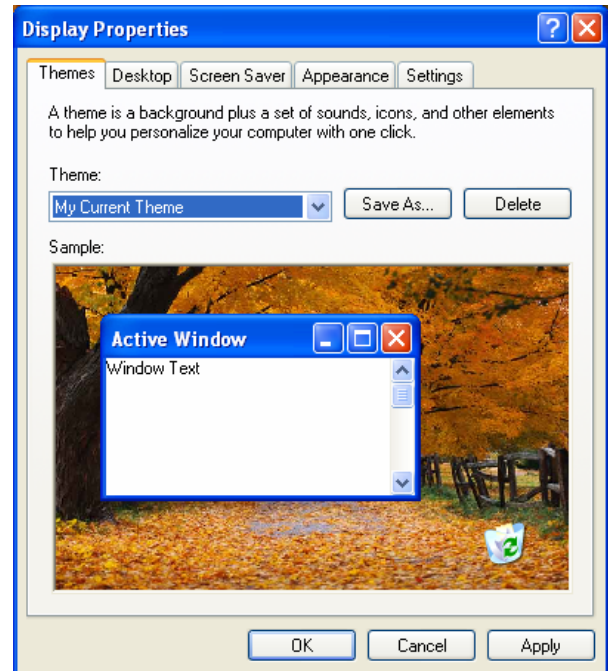 Display Properties
Themes Desktop Screen Saver Appearance Settings
A theme is a background plus a set of sounds, icons, and other elements
to help you personalize your computer with one click.
Theme:
My Current Theme Save As... Delete
Sample:
Active Window
Window Text
OK Cancel Apply